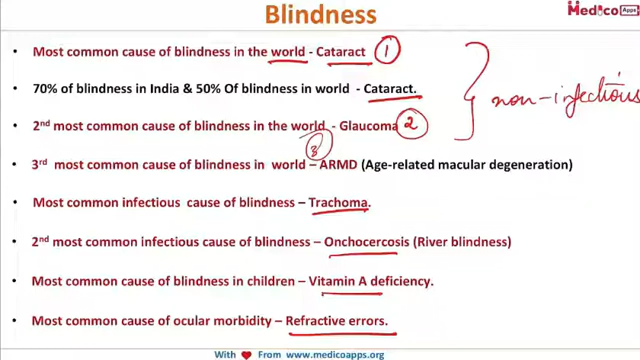 Blindness
Medico Apps
• Most common cause of blindness in the world - Cataract 1
• 70% of blindness in India & 50% Of blindness in world - Cataract.
non-infectious
• 2nd most common cause of blindness in the world - Glaucoma 2
3
• 3rd most common cause of blindness in world – ARMD (Age-related macular degeneration)
• Most common infectious cause of blindness – Trachoma.
• 2nd most common infectious cause of blindness – Onchocercosis (River blindness)
• Most common cause of blindness in children – Vitamin A deficiency.
• Most common cause of ocular morbidity – Refractive errors.
With ❤ From www.medicoapps.org